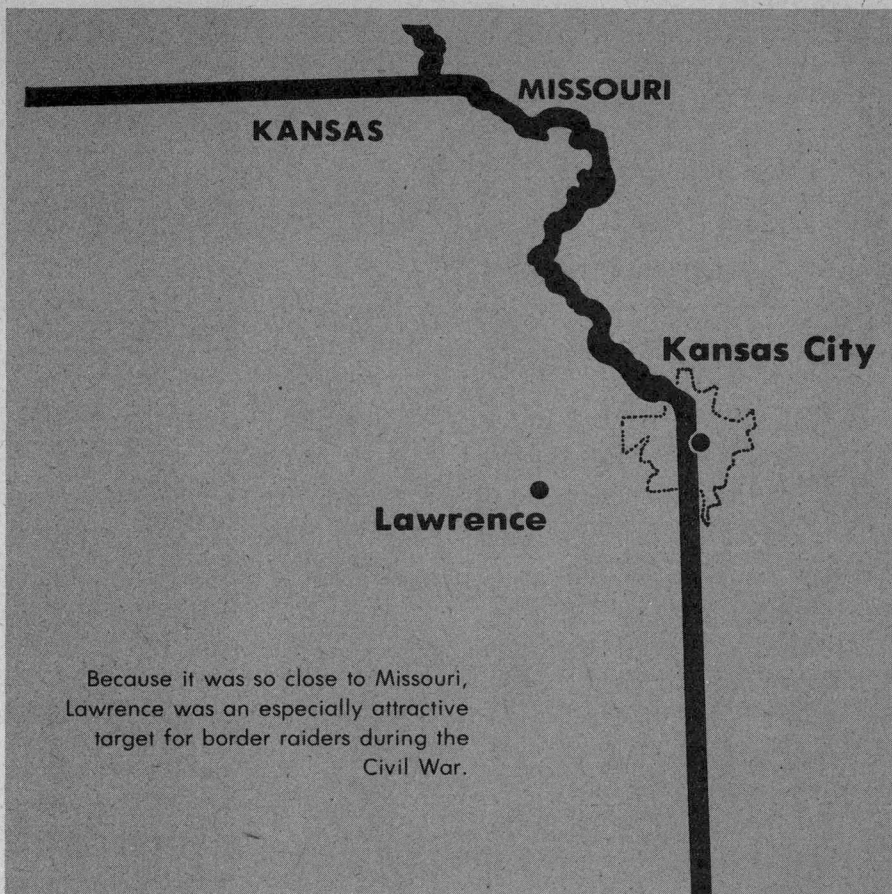 MISSOURI
KANSAS
Kansas City
Lawrence
Because it was so close to Missouri,
Lawrence was an especially attractive
target for border raiders during the
Civil War.